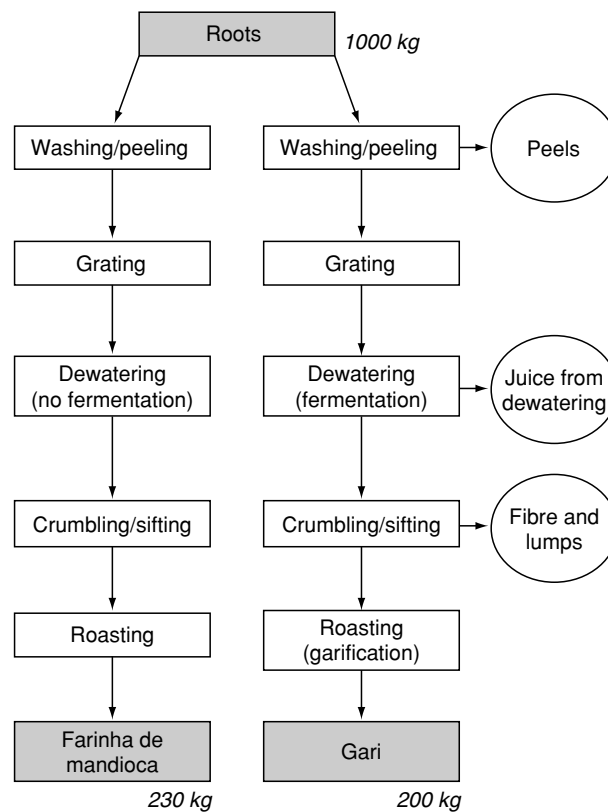 Roots
1000 kg
Washing/peeling
Washing/peeling
Peels
Grating
Grating
Dewatering
(no fermentation)
Dewatering
(fermentation)
Juice from
dewatering
Crumbling/sifting
Crumbling/sifting
Fibre and
lumps
Roasting
Roasting
(garification)
Farinha de
mandioca
Gari
230 kg
200 kg